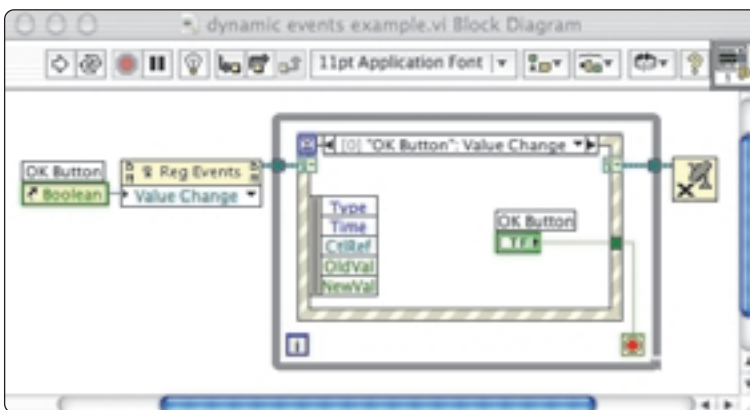 dynamic events example.vi Block Diagram
11pt Application Font
[0] "OK Button": Value Change
OK Button
Boolean
Reg Events
Value Change
Type
Time
CtlRef
OldVal
NewVal
OK Button
TF
i